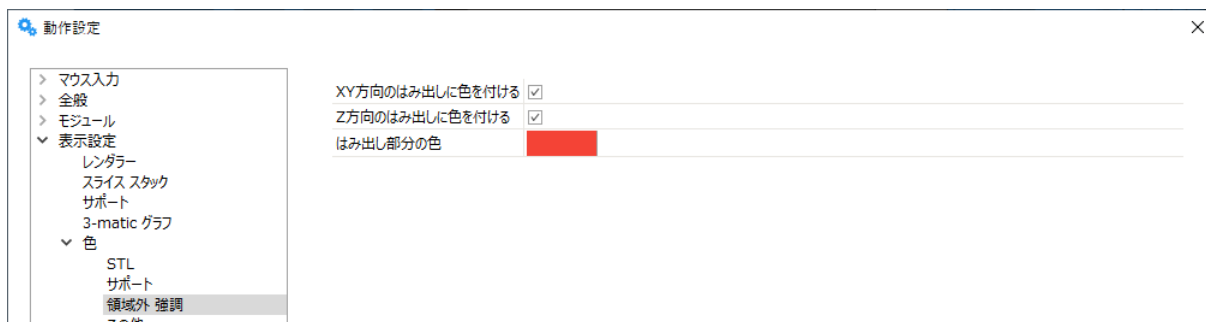 動作設定
マウス入力
全般
モジュール
表示設定
レンダラー
スライス スタック
サポート
3-matic グラフ
色
STL
サポート
領域外 強調
XY方向のはみ出しに色を付ける
Z方向のはみ出しに色を付ける
はみ出し部分の色